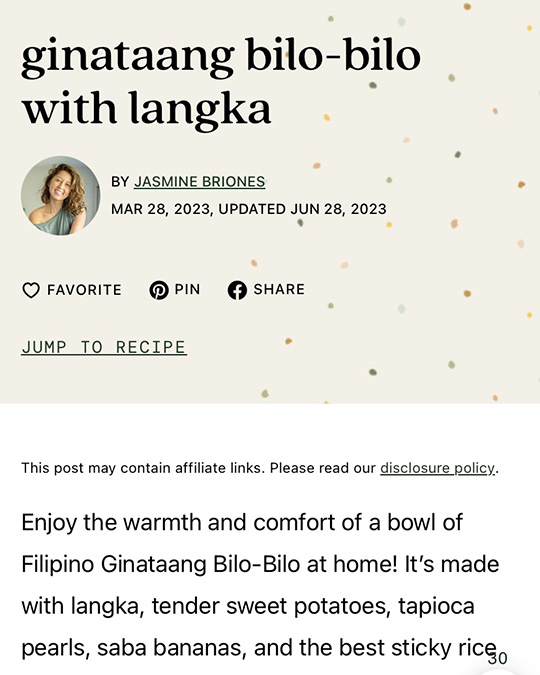 ginataang bilo-bilo
with langka
BY JASMINE BRIONES
MAR 28, 2023, UPDATED JUN 28, 2023
FAVORITE PIN SHARE
JUMP TO RECIPE
This post may contain affiliate links. Please read our disclosure policy.
Enjoy the warmth and comfort of a bowl of
Filipino Ginataang Bilo-Bilo at home! It’s made
with langka, tender sweet potatoes, tapioca
pearls, saba bananas, and the best sticky rice
30